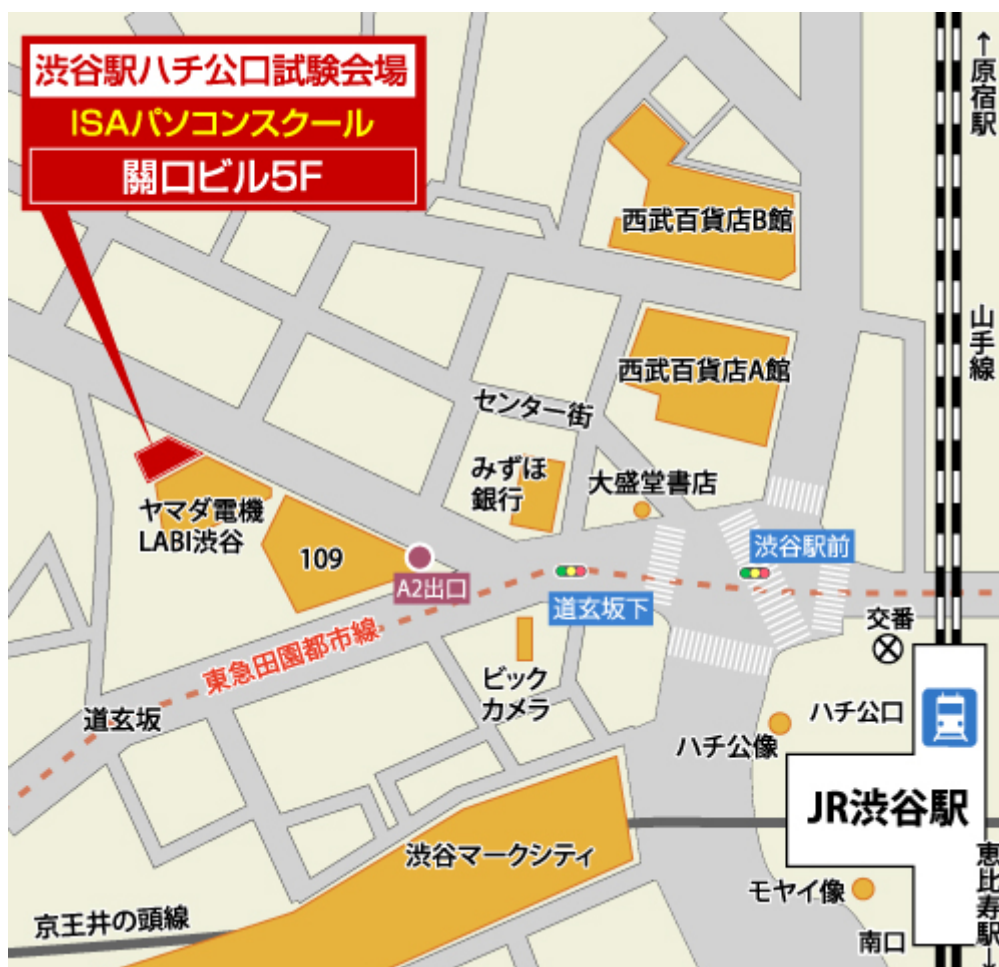 渋谷駅ハチ公口試験会場
ISAパソコンスクール
關口ビル5F
↑原宿駅
西武百貨店B館
山手線
西武百貨店A館
センター街
みずほ
銀行
大盛堂書店
ヤマダ電機
LABI渋谷
109
A2出口
渋谷駅前
道玄坂下
交番
東急田園都市線
ビック
カメラ
道玄坂
ハチ公口
ハチ公像
JR渋谷駅
渋谷マークシティ
恵比寿駅↓
モヤイ像
京王井の頭線
南口